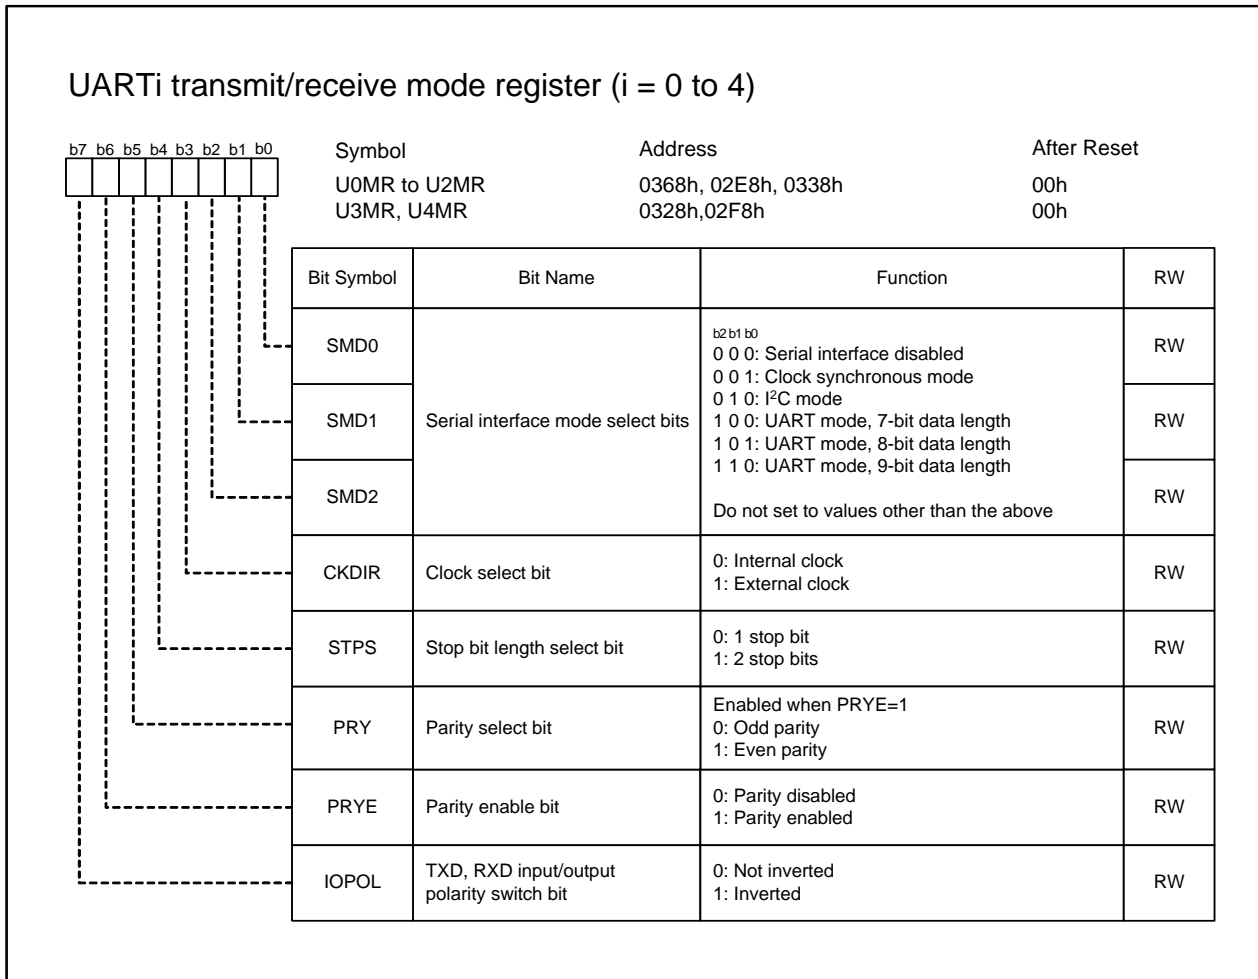 UARTi transmit/receive mode register (i = 0 to 4)
b7 b6 b5 b4 b3 b2 b1 b0
Symbol Address After Reset
U0MR to U2MR 0368h, 02E8h, 0338h 00h
U3MR, U4MR 0328h,02F8h 00h
Bit Symbol Bit Name Function RW
SMD0 RW
SMD1 Serial interface mode select bits RW
SMD2 RW
b2 b1 b0
0 0 0: Serial interface disabled
0 0 1: Clock synchronous mode
0 1 0: I²C mode
1 0 0: UART mode, 7-bit data length
1 0 1: UART mode, 8-bit data length
1 1 0: UART mode, 9-bit data length
Do not set to values other than the above
CKDIR Clock select bit RW
0: Internal clock
1: External clock
STPS Stop bit length select bit RW
0: 1 stop bit
1: 2 stop bits
PRY Parity select bit RW
Enabled when PRYE=1
0: Odd parity
1: Even parity
PRYE Parity enable bit RW
0: Parity disabled
1: Parity enabled
IOPOL RW
TXD, RXD input/output
polarity switch bit
0: Not inverted
1: Inverted